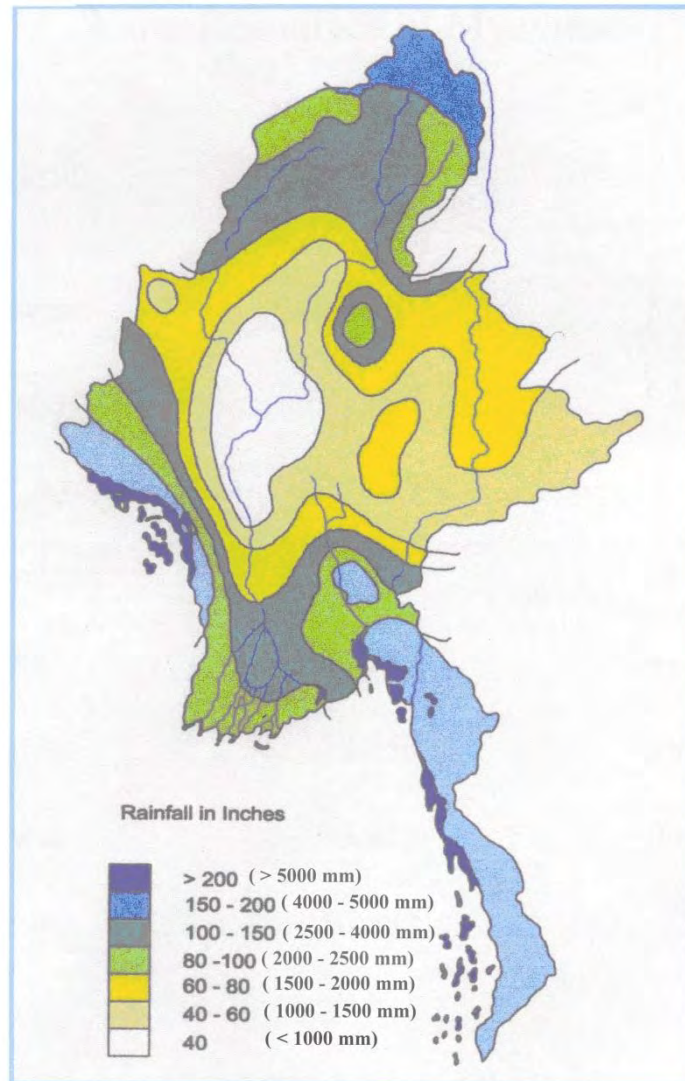 Rainfall in Inches
> 200 ( > 5000 mm)
150 - 200 ( 4000 - 5000 mm)
100 - 150 ( 2500 - 4000 mm)
80 -100 ( 2000 - 2500 mm)
60 - 80 ( 1500 - 2000 mm)
40 - 60 ( 1000 - 1500 mm)
40 ( < 1000 mm)